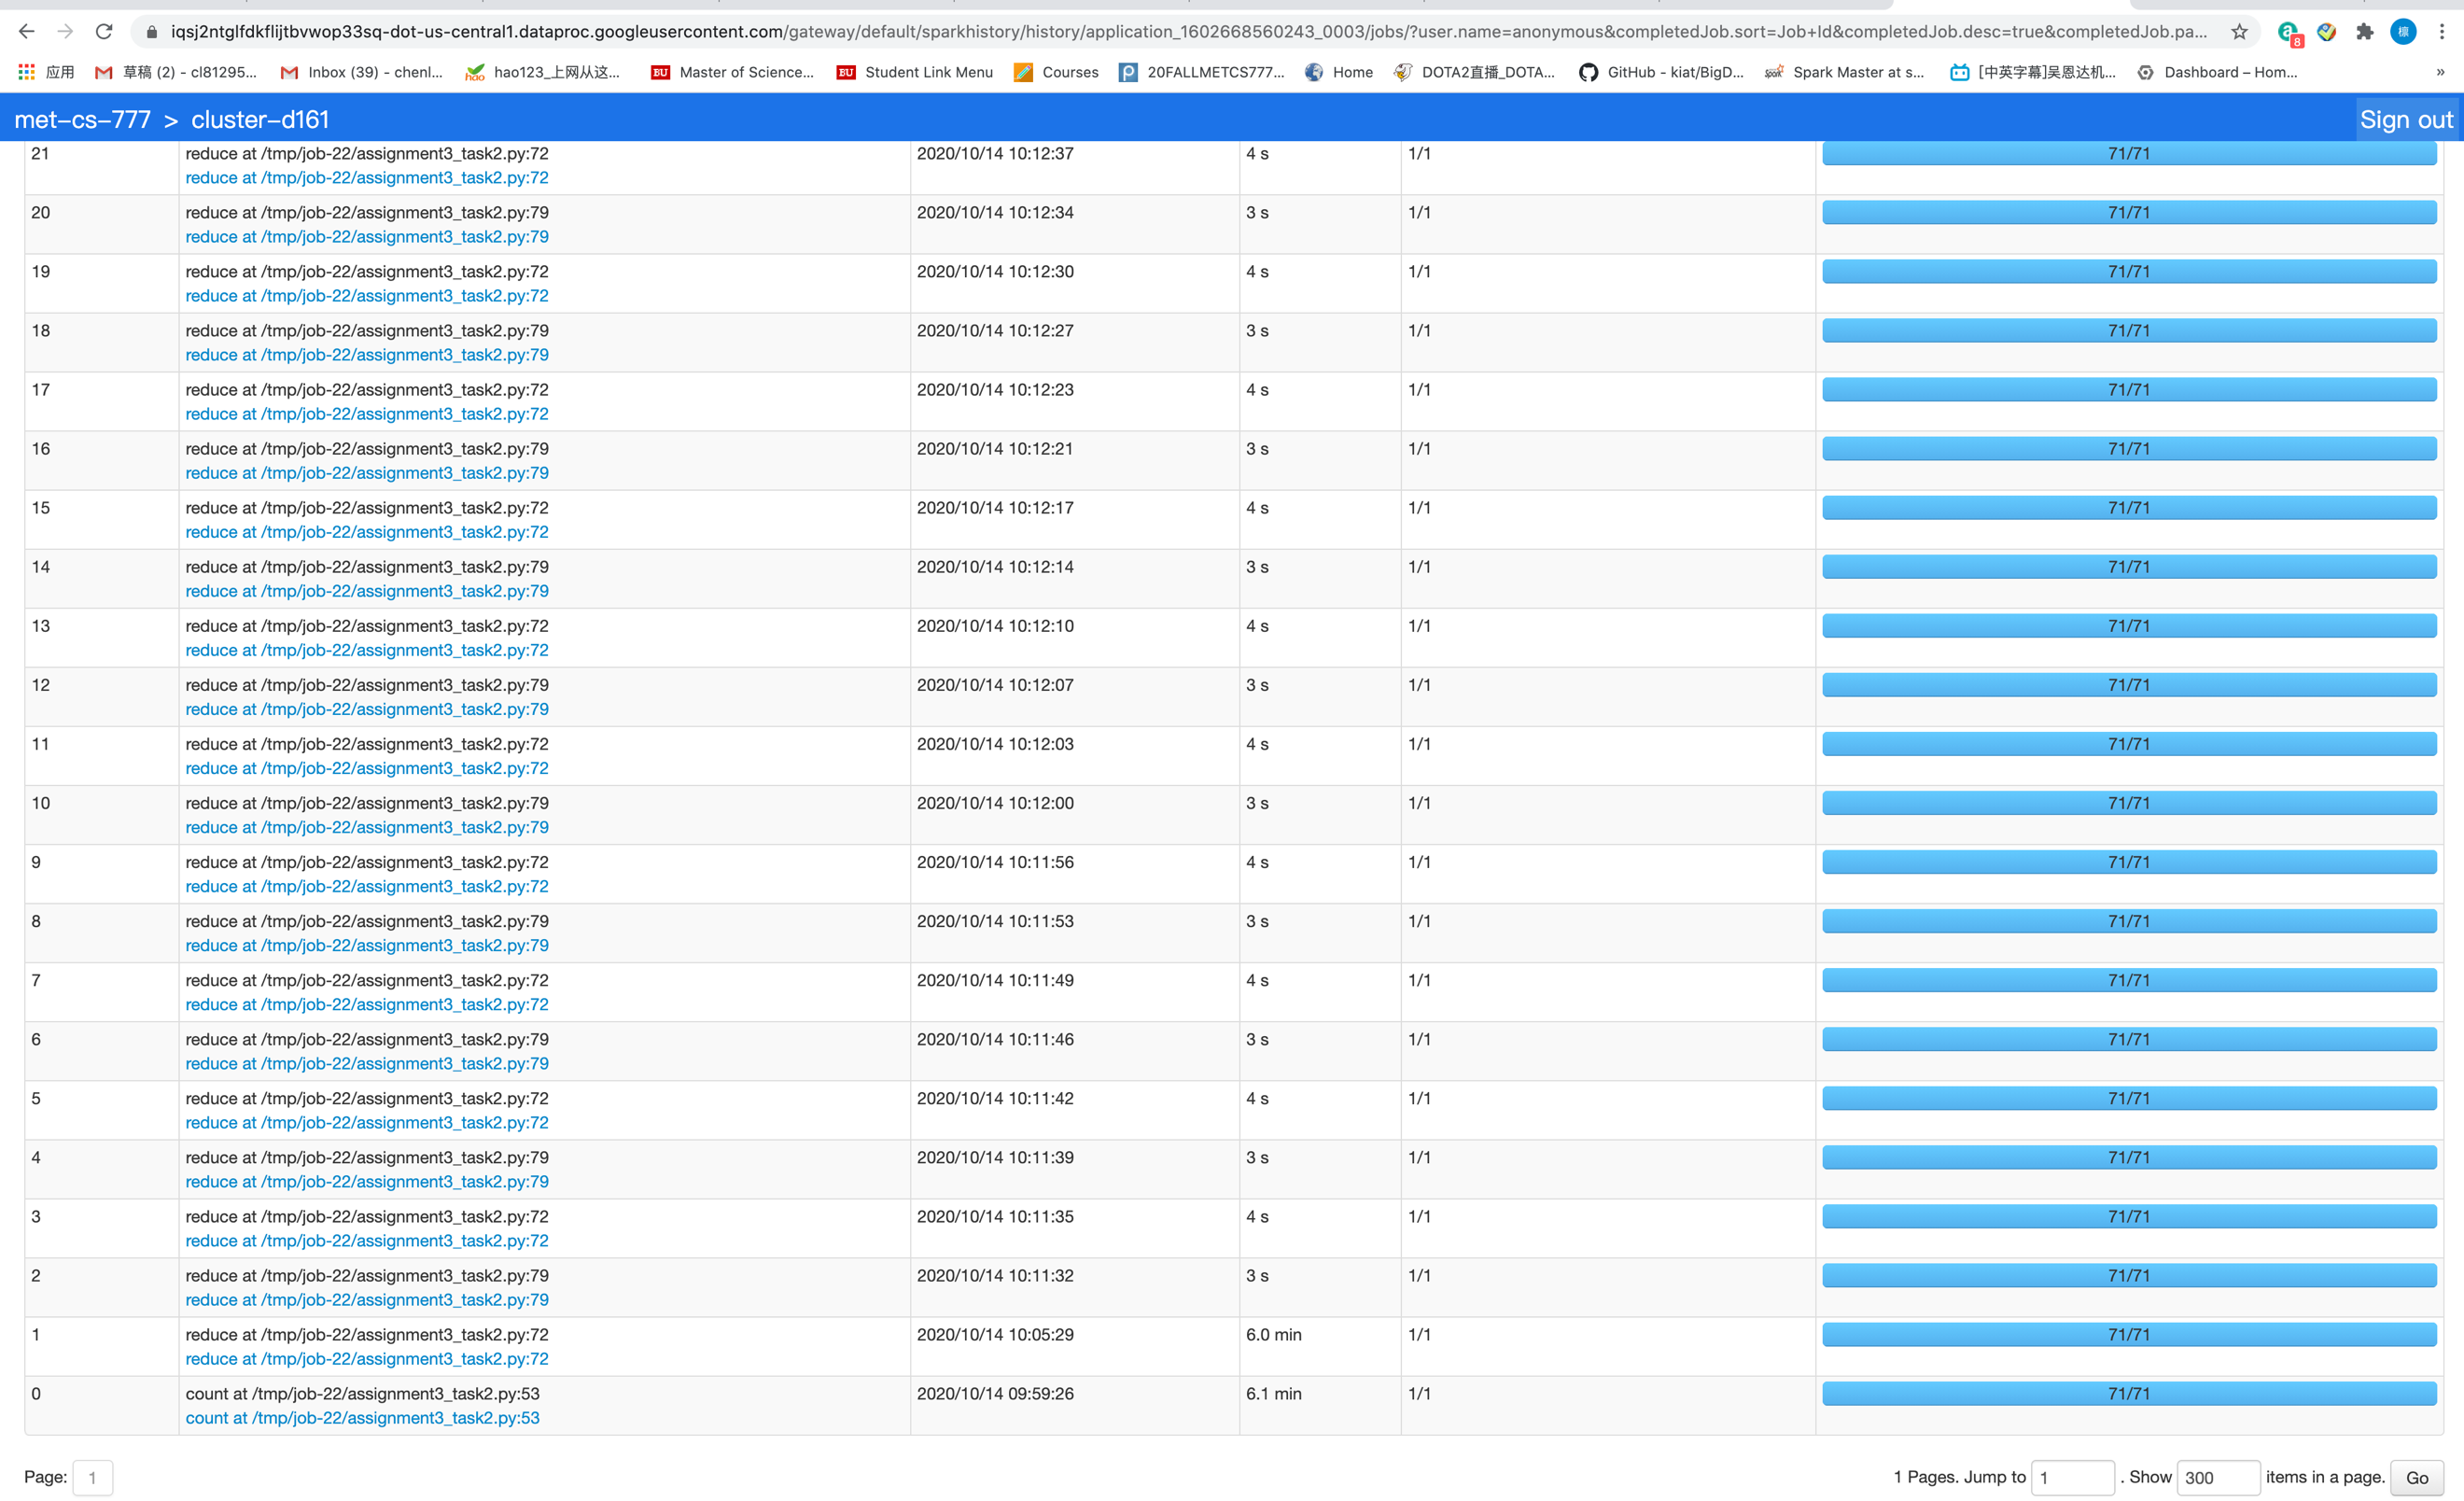 iqsj2ntglfdkflijtbvwop33sq-dot-us-central1.dataproc.googleusercontent.com/gateway/default/sparkhistory/history/application_1602668560243_0003/jobs/?user.name=anonymous&completedJob.sort=Job+Id&completedJob.desc=true&completedJob.pa... 8 標
应用 草稿 (2) - cl81295... Inbox (39) - chenl... hao123_上网从这... BU Master of Science... BU Student Link Menu Courses 20FALLMETCS777... Home DOTA2直播_DOTA... GitHub - kiat/BigD... Spark Master at s... [中英字幕]吴恩达机... Dashboard – Hom... »
met-cs-777 > cluster-d161 Sign out
21 reduce at /tmp/job-22/assignment3_task2.py:72 2020/10/14 10:12:37 4 s 1/1 71/71
reduce at /tmp/job-22/assignment3_task2.py:72
20 reduce at /tmp/job-22/assignment3_task2.py:79 2020/10/14 10:12:34 3 s 1/1 71/71
reduce at /tmp/job-22/assignment3_task2.py:79
19 reduce at /tmp/job-22/assignment3_task2.py:72 2020/10/14 10:12:30 4 s 1/1 71/71
reduce at /tmp/job-22/assignment3_task2.py:72
18 reduce at /tmp/job-22/assignment3_task2.py:79 2020/10/14 10:12:27 3 s 1/1 71/71
reduce at /tmp/job-22/assignment3_task2.py:79
17 reduce at /tmp/job-22/assignment3_task2.py:72 2020/10/14 10:12:23 4 s 1/1 71/71
reduce at /tmp/job-22/assignment3_task2.py:72
16 reduce at /tmp/job-22/assignment3_task2.py:79 2020/10/14 10:12:21 3 s 1/1 71/71
reduce at /tmp/job-22/assignment3_task2.py:79
15 reduce at /tmp/job-22/assignment3_task2.py:72 2020/10/14 10:12:17 4 s 1/1 71/71
reduce at /tmp/job-22/assignment3_task2.py:72
14 reduce at /tmp/job-22/assignment3_task2.py:79 2020/10/14 10:12:14 3 s 1/1 71/71
reduce at /tmp/job-22/assignment3_task2.py:79
13 reduce at /tmp/job-22/assignment3_task2.py:72 2020/10/14 10:12:10 4 s 1/1 71/71
reduce at /tmp/job-22/assignment3_task2.py:72
12 reduce at /tmp/job-22/assignment3_task2.py:79 2020/10/14 10:12:07 3 s 1/1 71/71
reduce at /tmp/job-22/assignment3_task2.py:79
11 reduce at /tmp/job-22/assignment3_task2.py:72 2020/10/14 10:12:03 4 s 1/1 71/71
reduce at /tmp/job-22/assignment3_task2.py:72
10 reduce at /tmp/job-22/assignment3_task2.py:79 2020/10/14 10:12:00 3 s 1/1 71/71
reduce at /tmp/job-22/assignment3_task2.py:79
9 reduce at /tmp/job-22/assignment3_task2.py:72 2020/10/14 10:11:56 4 s 1/1 71/71
reduce at /tmp/job-22/assignment3_task2.py:72
8 reduce at /tmp/job-22/assignment3_task2.py:79 2020/10/14 10:11:53 3 s 1/1 71/71
reduce at /tmp/job-22/assignment3_task2.py:79
7 reduce at /tmp/job-22/assignment3_task2.py:72 2020/10/14 10:11:49 4 s 1/1 71/71
reduce at /tmp/job-22/assignment3_task2.py:72
6 reduce at /tmp/job-22/assignment3_task2.py:79 2020/10/14 10:11:46 3 s 1/1 71/71
reduce at /tmp/job-22/assignment3_task2.py:79
5 reduce at /tmp/job-22/assignment3_task2.py:72 2020/10/14 10:11:42 4 s 1/1 71/71
reduce at /tmp/job-22/assignment3_task2.py:72
4 reduce at /tmp/job-22/assignment3_task2.py:79 2020/10/14 10:11:39 3 s 1/1 71/71
reduce at /tmp/job-22/assignment3_task2.py:79
3 reduce at /tmp/job-22/assignment3_task2.py:72 2020/10/14 10:11:35 4 s 1/1 71/71
reduce at /tmp/job-22/assignment3_task2.py:72
2 reduce at /tmp/job-22/assignment3_task2.py:79 2020/10/14 10:11:32 3 s 1/1 71/71
reduce at /tmp/job-22/assignment3_task2.py:79
1 reduce at /tmp/job-22/assignment3_task2.py:72 2020/10/14 10:05:29 6.0 min 1/1 71/71
reduce at /tmp/job-22/assignment3_task2.py:72
0 count at /tmp/job-22/assignment3_task2.py:53 2020/10/14 09:59:26 6.1 min 1/1 71/71
count at /tmp/job-22/assignment3_task2.py:53
Page: 1 1 Pages. Jump to 1 . Show 300 items in a page. Go